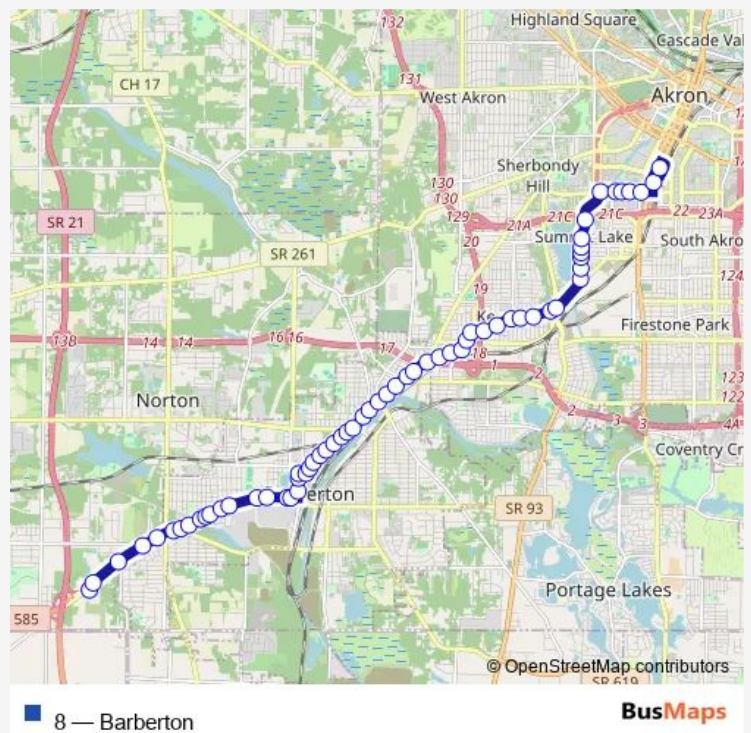 132
Highland Square
Cascade Val
CH 17
131
West Akron
Akron
Sherbondy
Hill
130
130
129
21A
21C
21C
22
23A
SR 21
20
Sum
Lake
South Akro
SR 261
124
19
Ke
Firestone Park
13B
14
14
16
16
17
18
1
2
123
122
Norton
2
3
3
4A
Coventry Cr
erton
SR 93
Portage Lakes
585
© OpenStreetMap contributors
SR 619
8 — Barberton
BusMaps